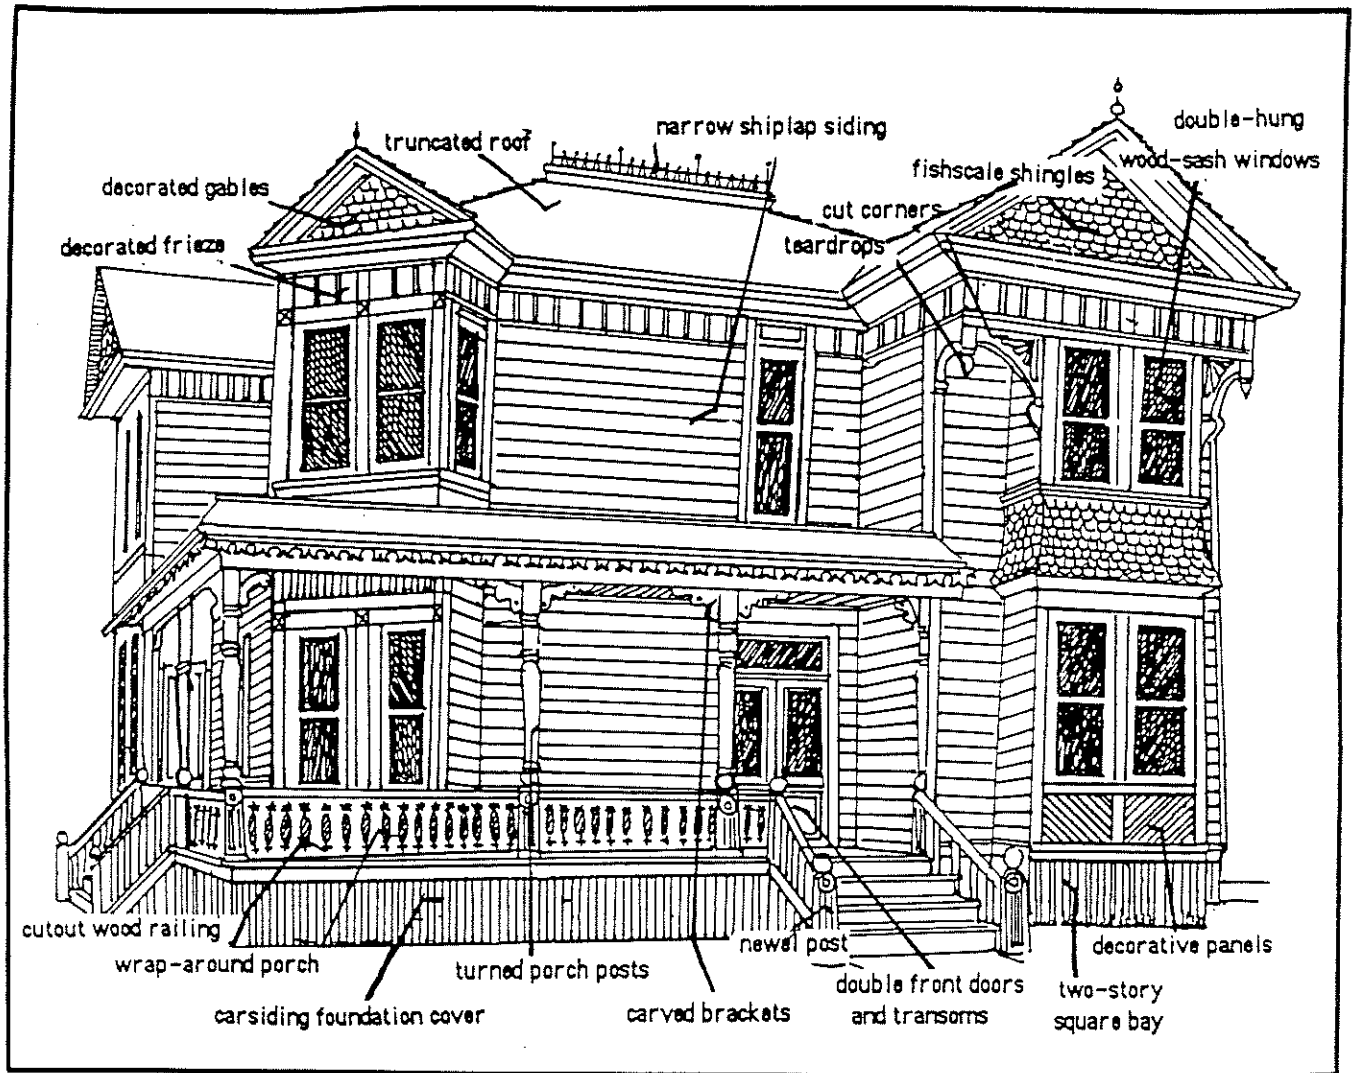 narrow shiplap siding
double-hung
wood-sash windows
truncated roof
fishscale shingles
decorated gables
cut corners
decorated frieze
teardrops
cutout wood railing
wrap-around porch
turned porch posts
newel post
decorative panels
carsiding foundation cover
carved brackets
double front doors
and transoms
two-story
square bay